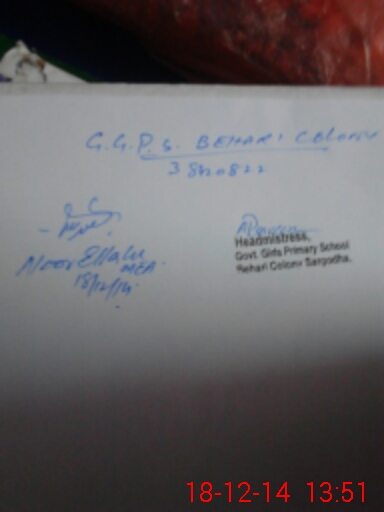 G.G.P.S. BEHARI COLONY
38420822
Noor Ellahi
MEA.
18/12/14
Headmistress,
Govt. Girls Primary School
Behari Colony Sargodha.
18-12-14 13:51